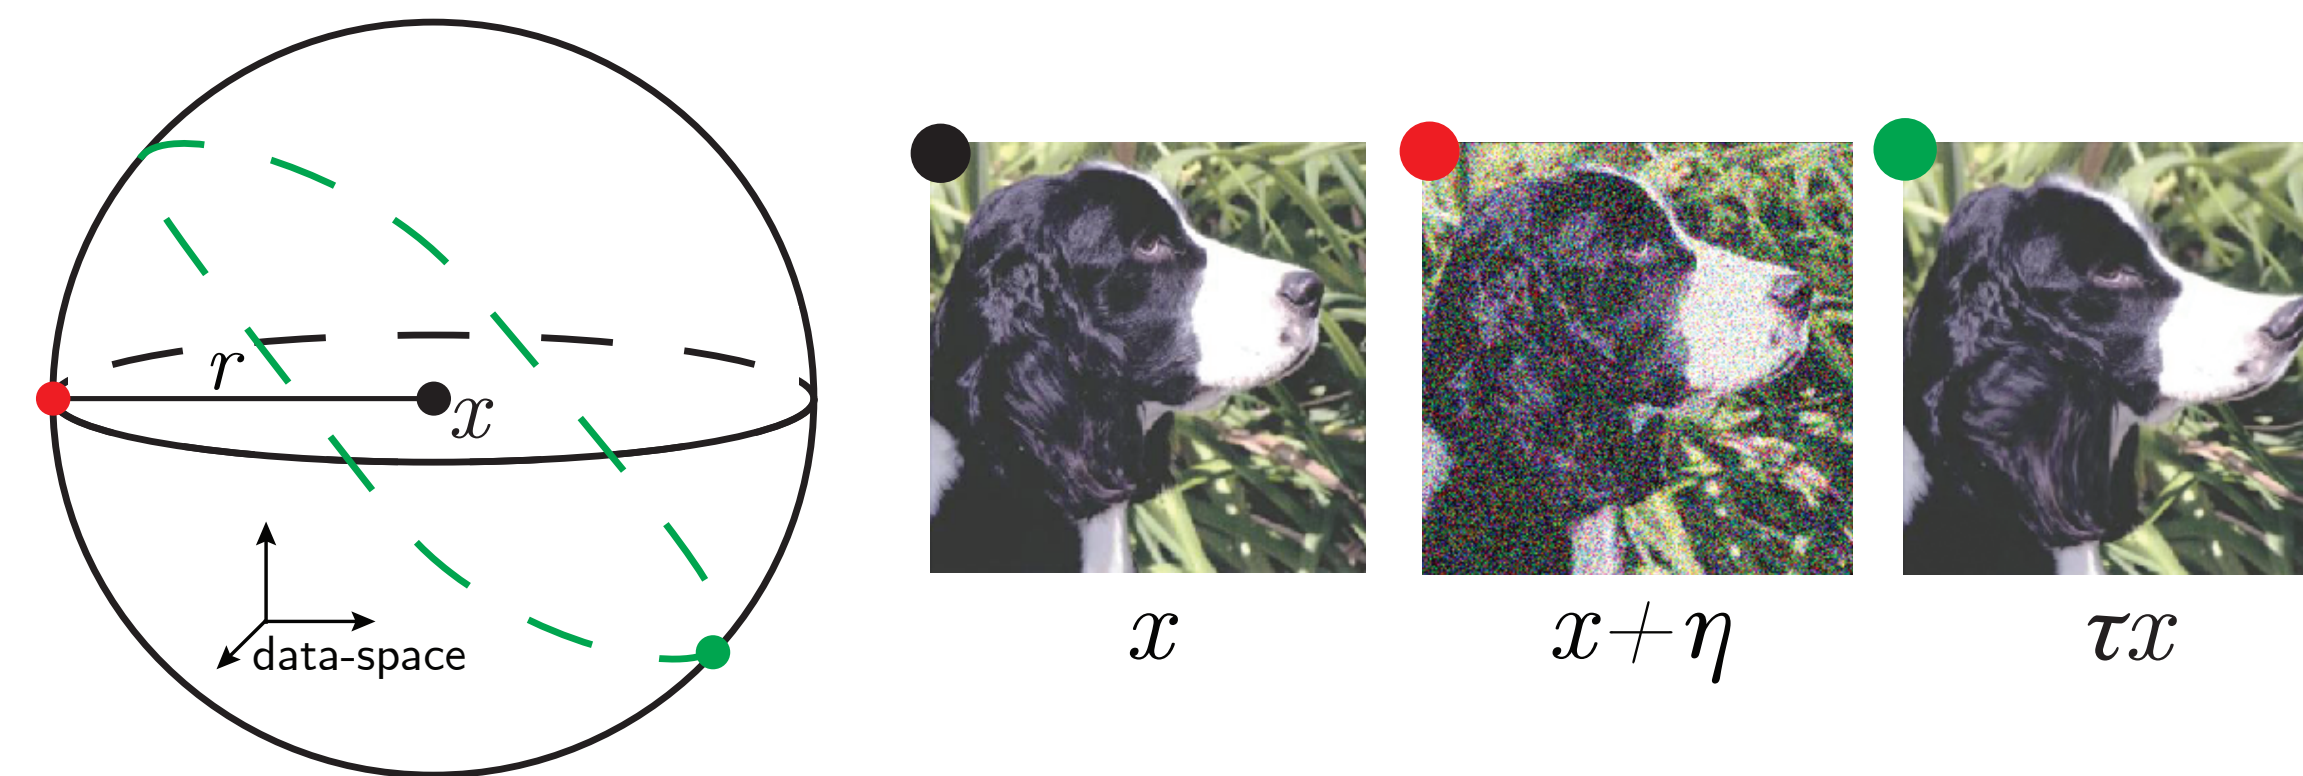 r
x
data-space
x
x+η
τx